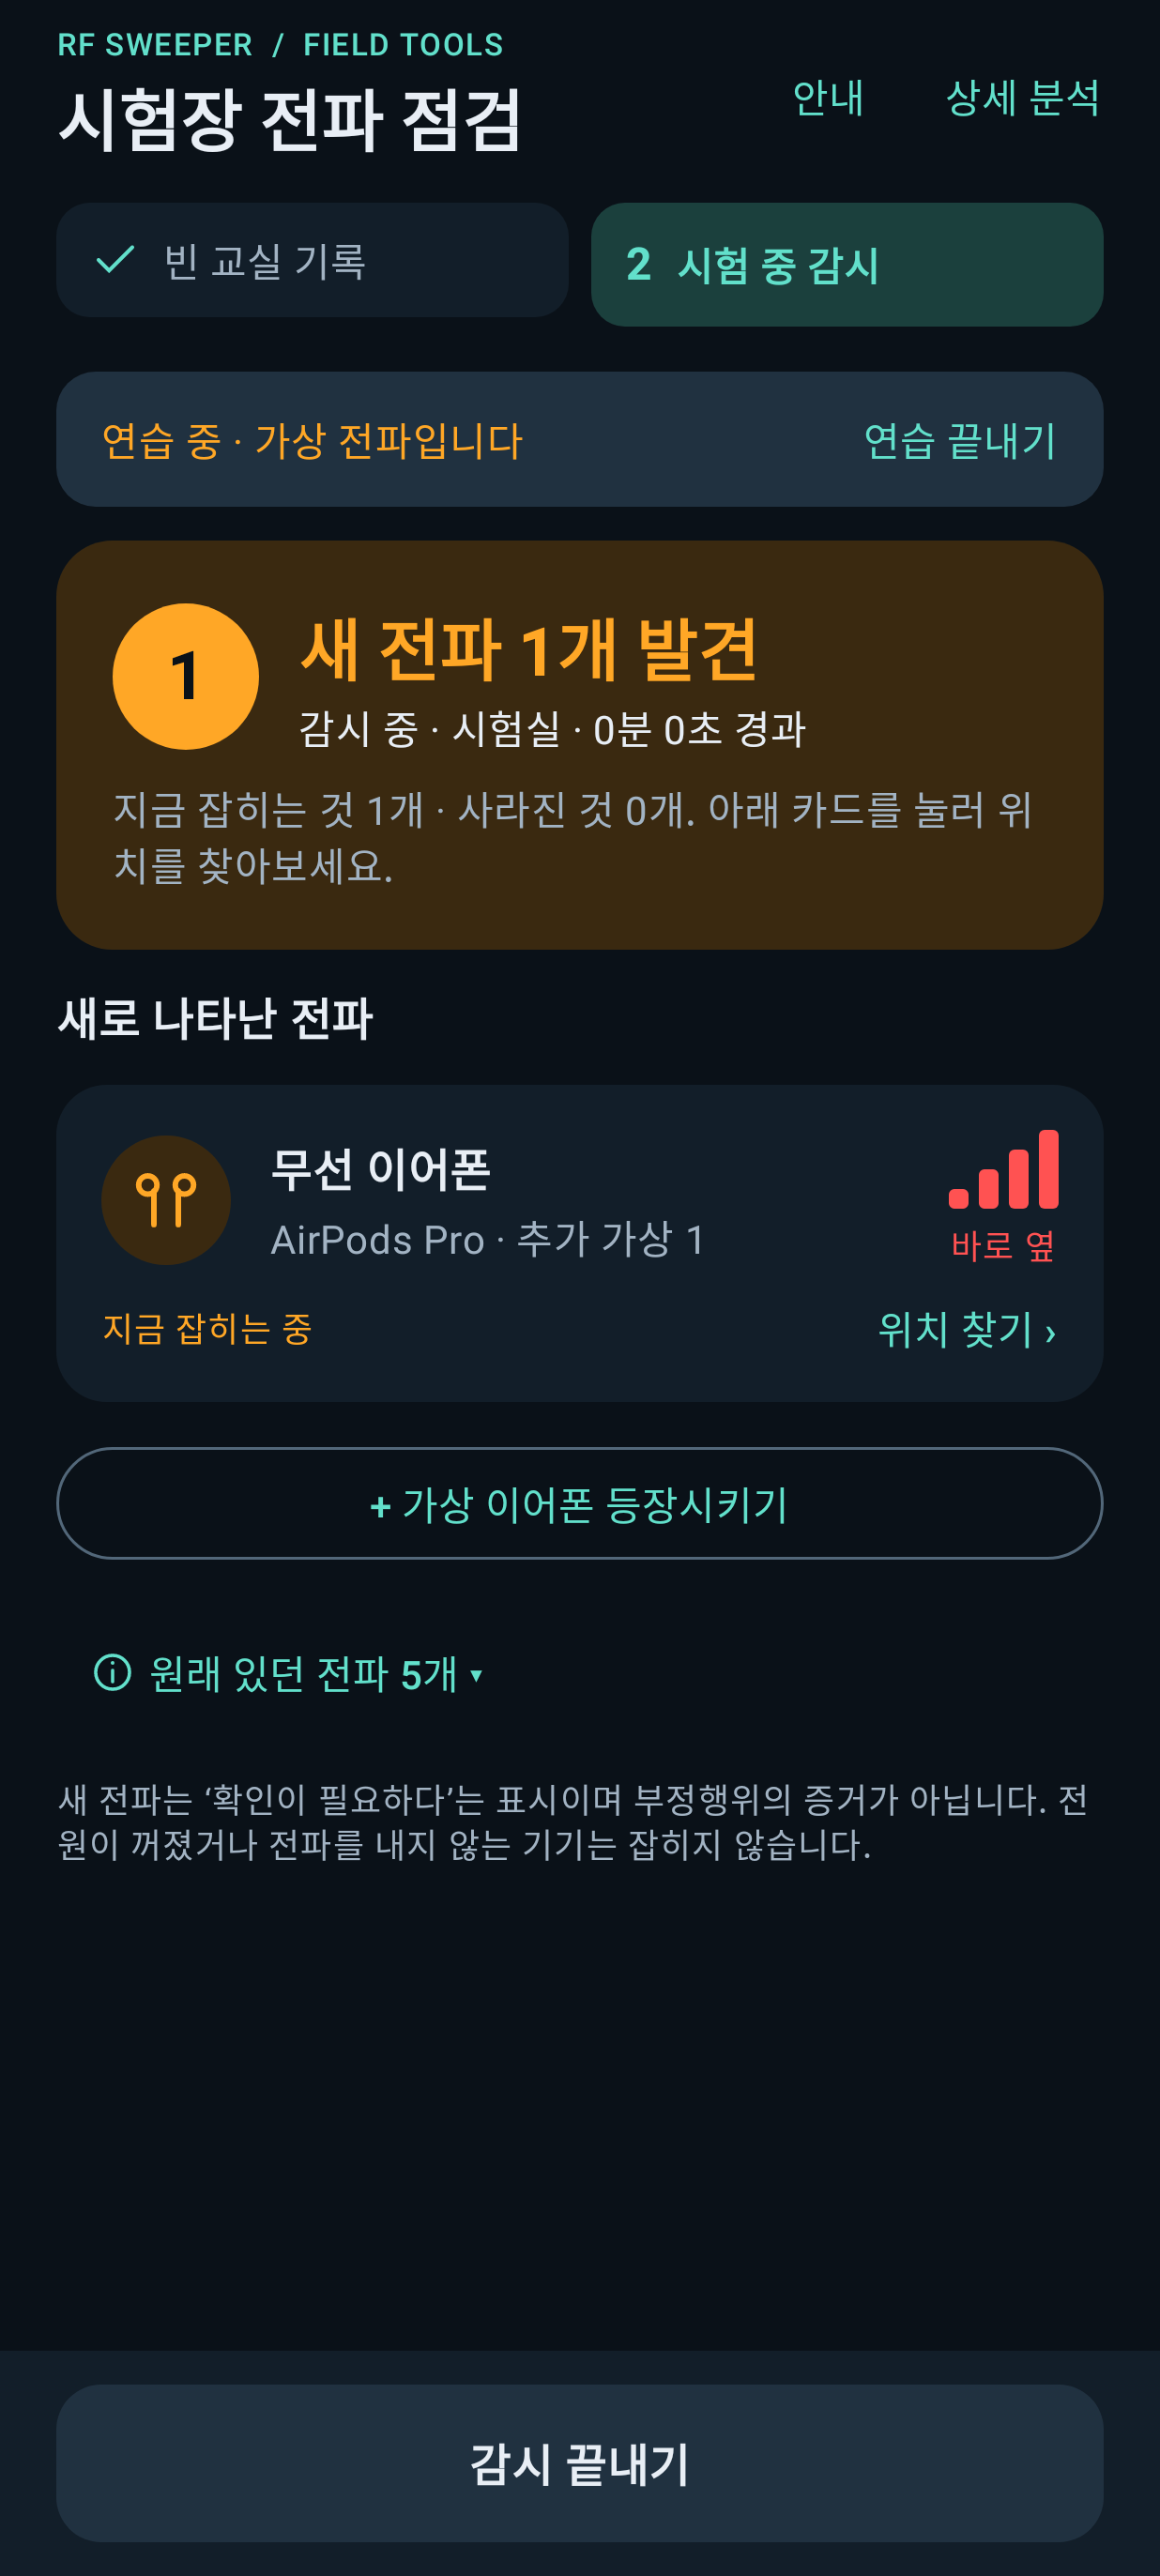 RF SWEEPER / FIELD TOOLS
시험장 전파 점검
안내
상세 분석
빈 교실 기록
2 시험 중 감시
연습 중 · 가상 전파입니다
연습 끝내기
1
새 전파 1개 발견
감시 중 · 시험실 · 0분 0초 경과
지금 잡히는 것 1개 · 사라진 것 0개. 아래 카드를 눌러 위
치를 찾아보세요.
새로 나타난 전파
무선 이어폰
AirPods Pro · 추가 가상 1
바로 옆
지금 잡히는 중
위치 찾기 ›
+ 가상 이어폰 등장시키기
원래 있던 전파 5개 ▾
새 전파는 ‘확인이 필요하다’는 표시이며 부정행위의 증거가 아닙니다. 전
원이 꺼졌거나 전파를 내지 않는 기기는 잡히지 않습니다.
감시 끝내기